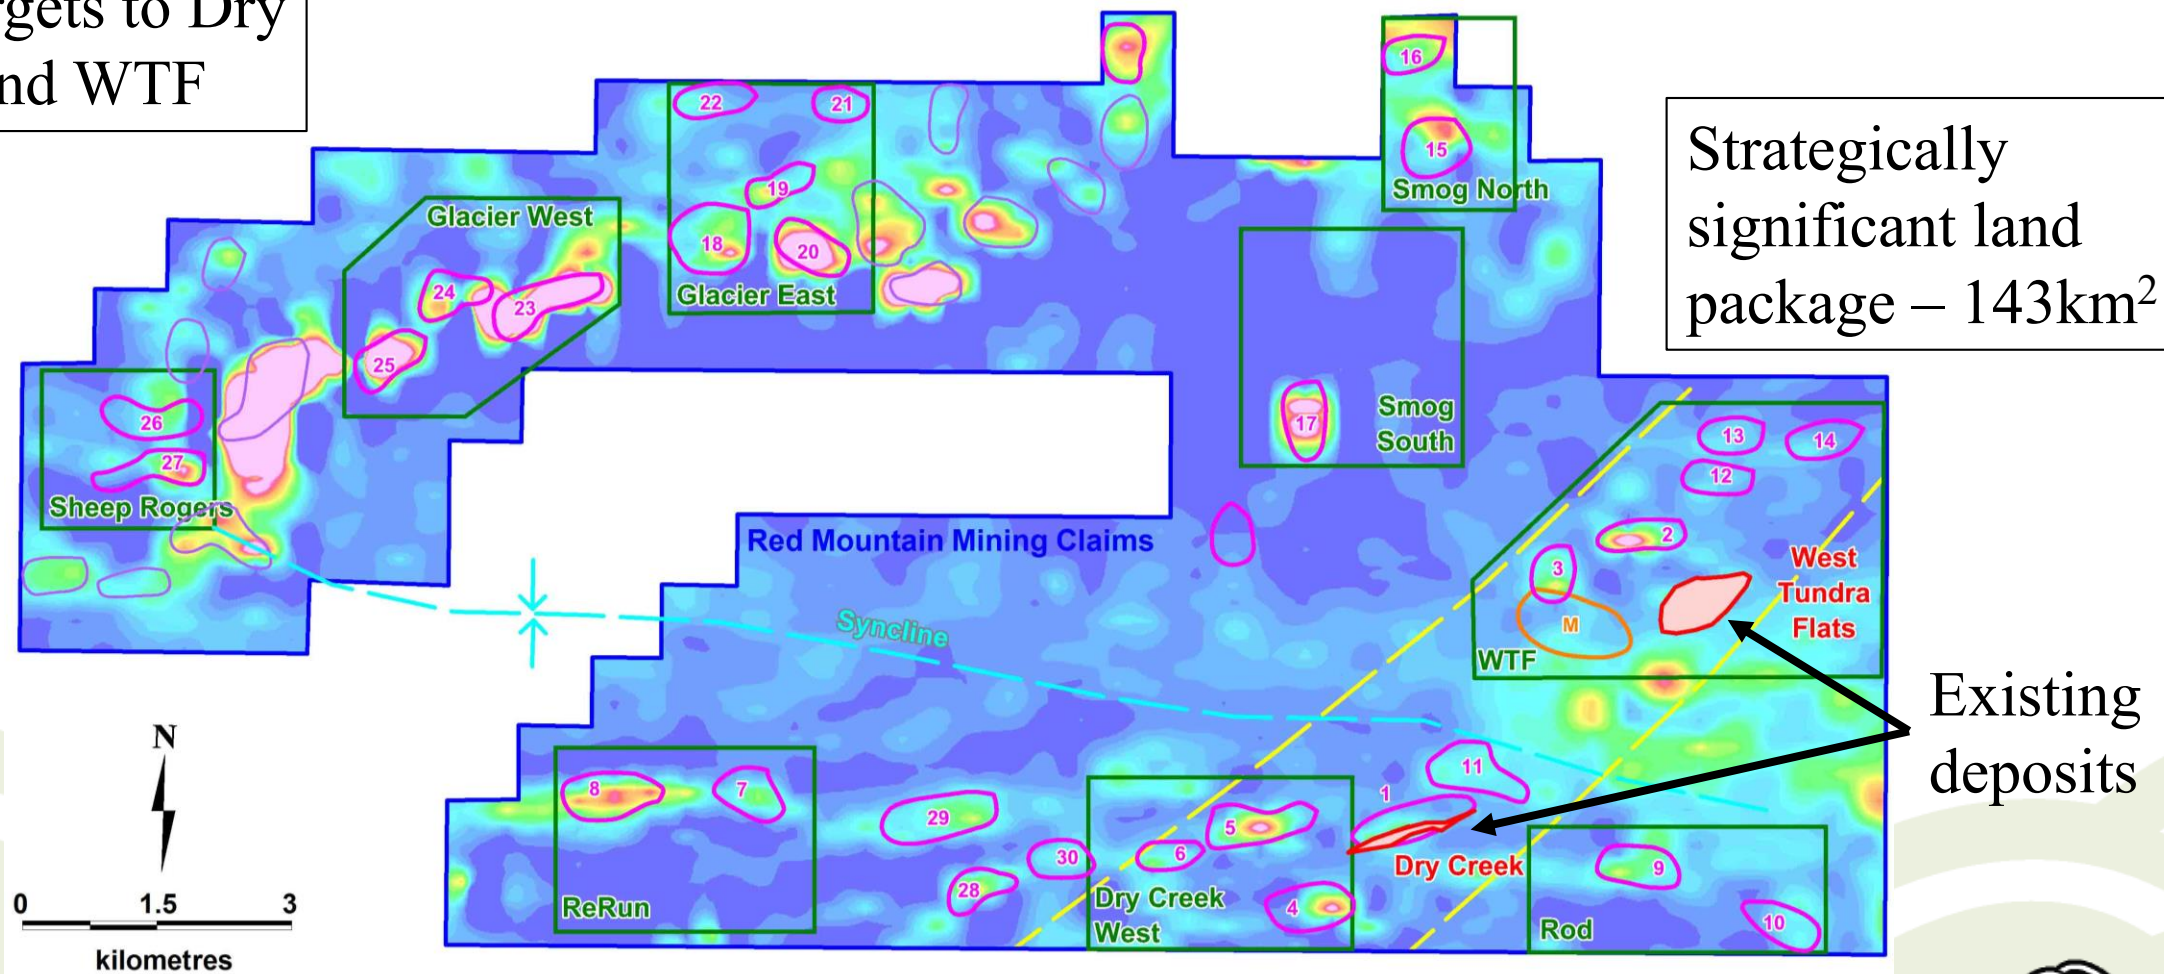 rgets to Dry
nd WTF
16
22
21
15
Smog North
Strategically
significant land
package – 143km²
19
Glacier West
18
20
Glacier East
24
23
25
17
Smog
South
26
27
Sheep Rogers
13
14
12
2
3
M
West
Tundra
Flats
WTF
Red Mountain Mining Claims
Syncline
Existing
deposits
N
0 1.5 3
kilometres
8
7
ReRun
29
30
28
5
6
4
Dry Creek
West
1
11
Dry Creek
9
10
Rod